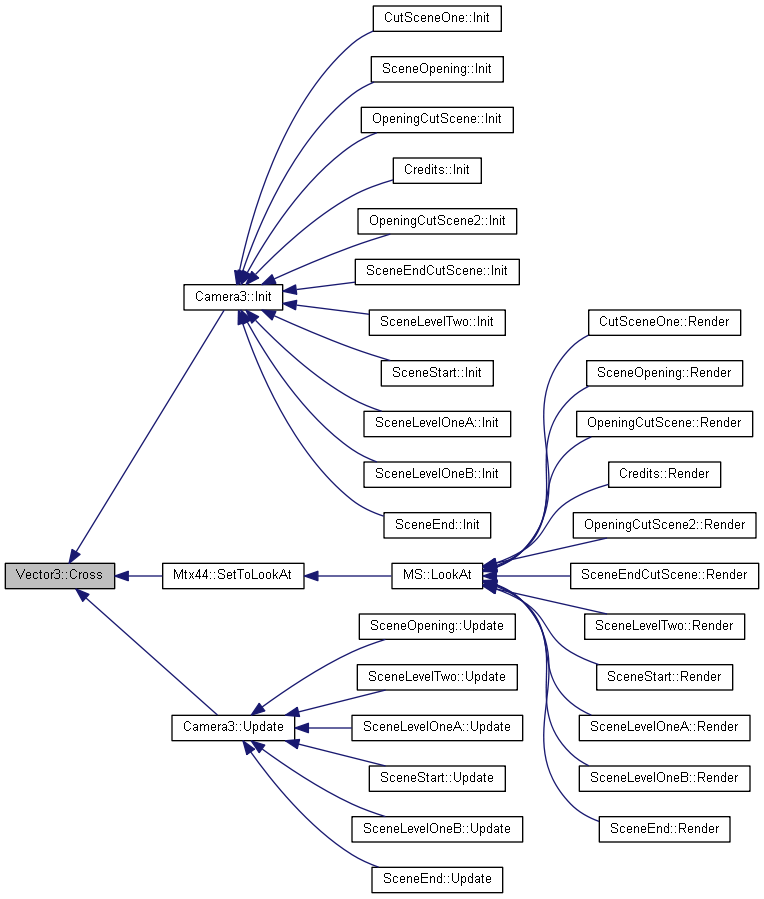 CutSceneOne::Init
SceneOpening::Init
OpeningCutScene::Init
Credits::Init
OpeningCutScene2::Init
SceneEndCutScene::Init
Camera3::Init
SceneLevelTwo::Init
CutSceneOne::Render
SceneStart::Init
SceneOpening::Render
SceneLevelOneA::Init
OpeningCutScene::Render
SceneLevelOneB::Init
Credits::Render
SceneEnd::Init
OpeningCutScene2::Render
Vector3::Cross
Mtx44::SetToLookAt
MS::LookAt
SceneEndCutScene::Render
SceneOpening::Update
SceneLevelTwo::Render
SceneLevelTwo::Update
SceneStart::Render
Camera3::Update
SceneLevelOneA::Update
SceneLevelOneA::Render
SceneStart::Update
SceneLevelOneB::Render
SceneLevelOneB::Update
SceneEnd::Render
SceneEnd::Update